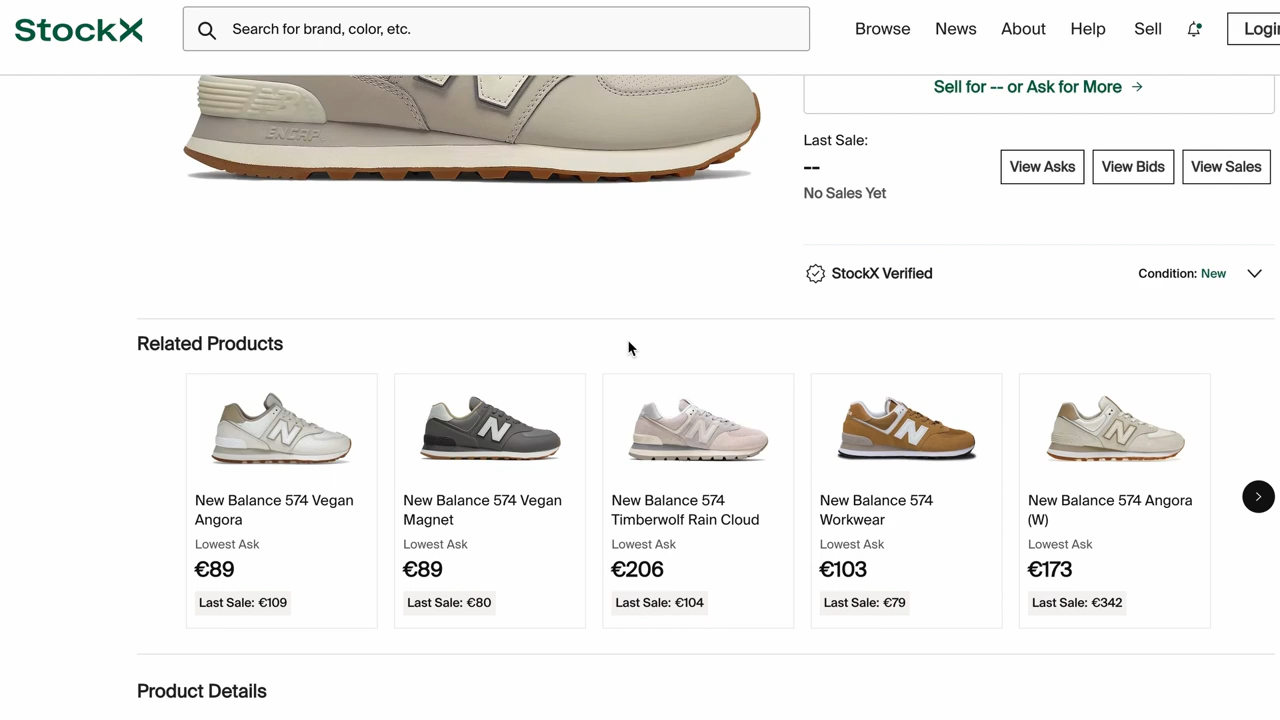 StockX
Search for brand, color, etc.
Browse
News
About
Help
Sell
Login
Sell for -- or Ask for More
Last Sale:
--
No Sales Yet
View Asks
View Bids
View Sales
StockX Verified
Condition: New
ENCAP
Related Products
New Balance 574 Vegan
Angora
Lowest Ask
€89
Last Sale: €109
New Balance 574 Vegan
Magnet
Lowest Ask
€89
Last Sale: €80
New Balance 574
Timberwolf Rain Cloud
Lowest Ask
€206
Last Sale: €104
New Balance 574
Workwear
Lowest Ask
€103
Last Sale: €79
New Balance 574 Angora
(W)
Lowest Ask
€173
Last Sale: €342
Product Details